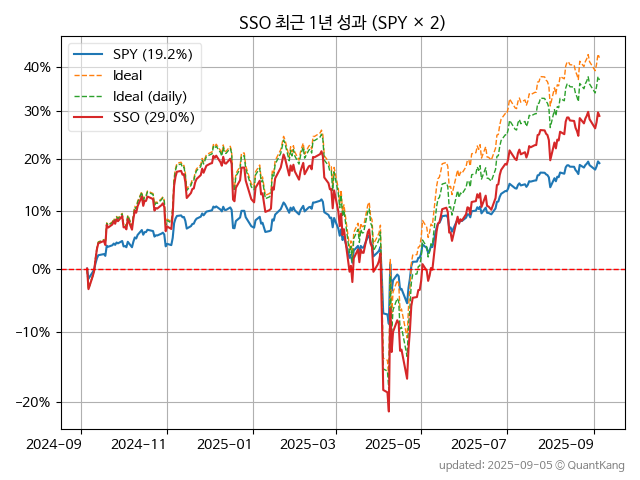 SSO 최근 1년 성과 (SPY × 2)
SPY (19.2%)
Ideal
Ideal (daily)
SSO (29.0%)
40%
30%
20%
10%
0%
−10%
−20%
2024-09 2024-11 2025-01 2025-03 2025-05 2025-07 2025-09
updated: 2025-09-05 © QuantKang